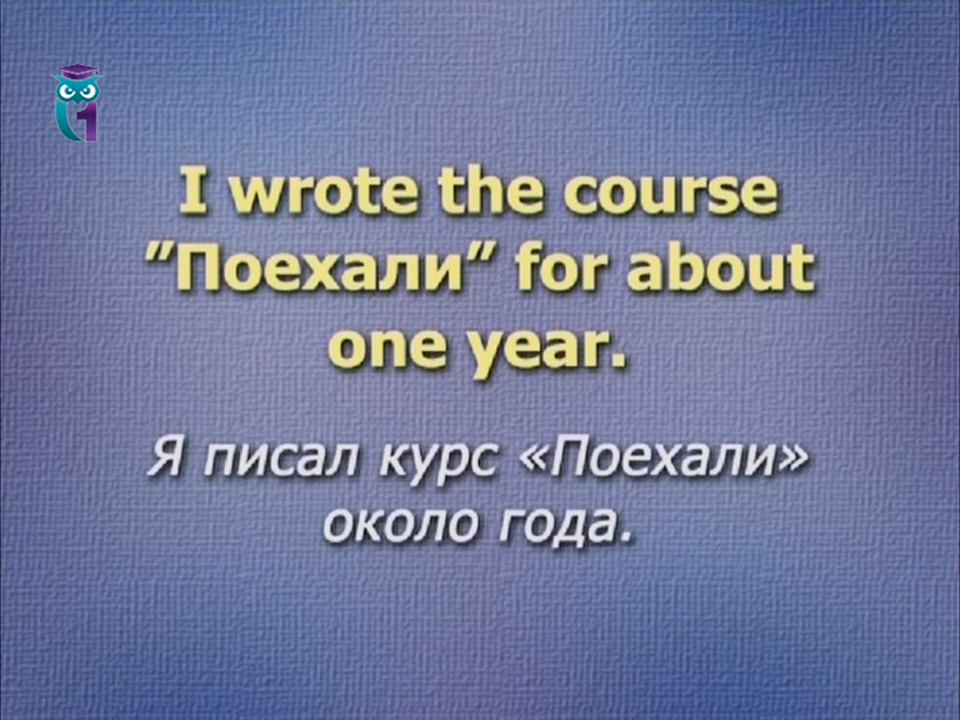 I wrote the course
"Поехали" for about
one year.
Я писал курс «Поехали»
около года.